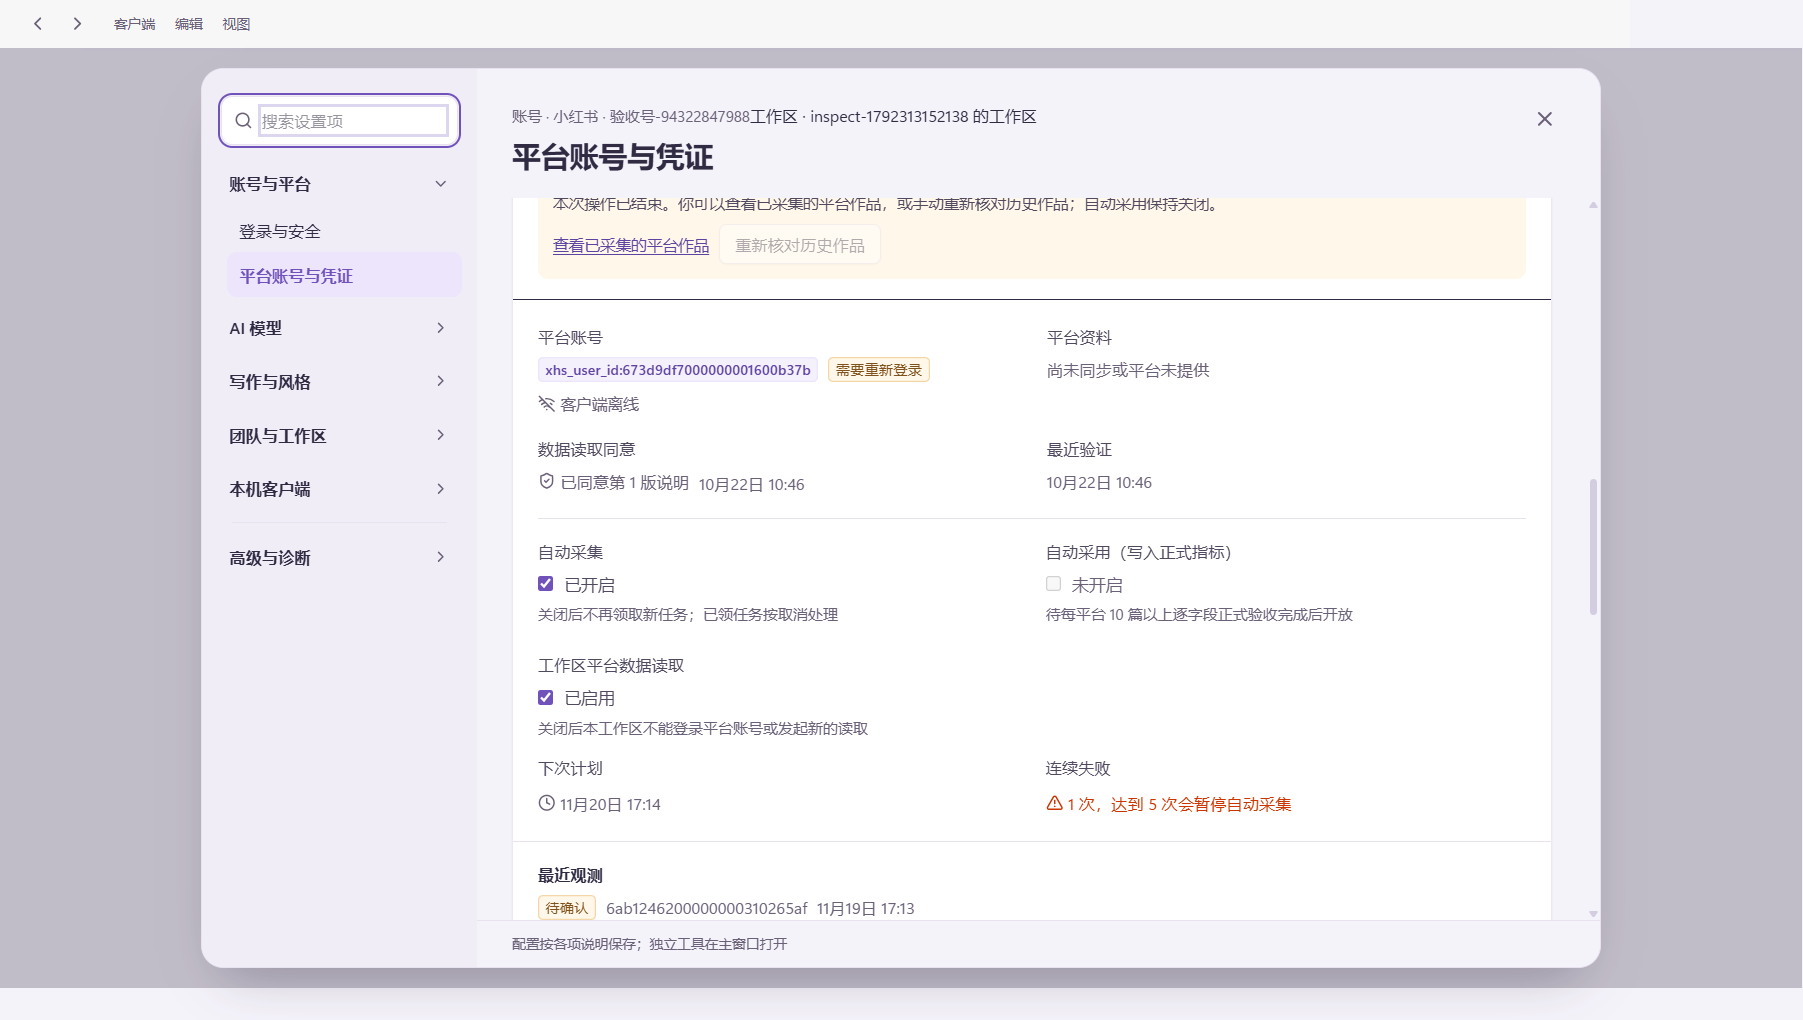 客户端 编辑 视图
搜索设置项
账号与平台
登录与安全
平台账号与凭证
AI 模型
写作与风格
团队与工作区
本机客户端
高级与诊断
账号 · 小红书 · 验收号-94322847988工作区 · inspect-1792313152138 的工作区
平台账号与凭证
本次操作已结束。你可以查看已采集的平台作品，或手动重新核对历史作品；自动采用保持关闭。
查看已采集的平台作品 重新核对历史作品
平台账号
xhs_user_id:673d9df7000000001600b37b 需要重新登录
客户端离线
平台资料
尚未同步或平台未提供
数据读取同意
已同意第 1 版说明 10月22日 10:46
最近验证
10月22日 10:46
自动采集
已开启
关闭后不再领取新任务；已领任务按取消处理
自动采用（写入正式指标）
未开启
待每平台 10 篇以上逐字段正式验收完成后开放
工作区平台数据读取
已启用
关闭后本工作区不能登录平台账号或发起新的读取
下次计划
11月20日 17:14
连续失败
1 次，达到 5 次会暂停自动采集
最近观测
待确认 6ab1246200000000310265af 11月19日 17:13
配置按各项说明保存；独立工具在主窗口打开